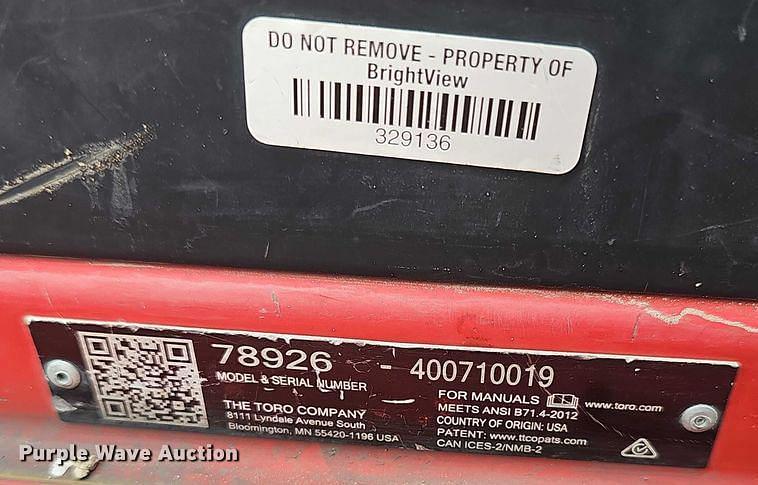 DO NOT REMOVE - PROPERTY OF
BrightView
329136
78926 - 400710019
MODEL & SERIAL NUMBER
THE TORO COMPANY
8111 Lyndale Avenue South
Bloomington, MN 55420-1196 USA
FOR MANUALS www.toro.com
MEETS ANSI B71.4-2012
COUNTRY OF ORIGIN: USA
PATENT: www.ttcopats.com
CAN ICES-2/NMB-2
Purple Wave Auction